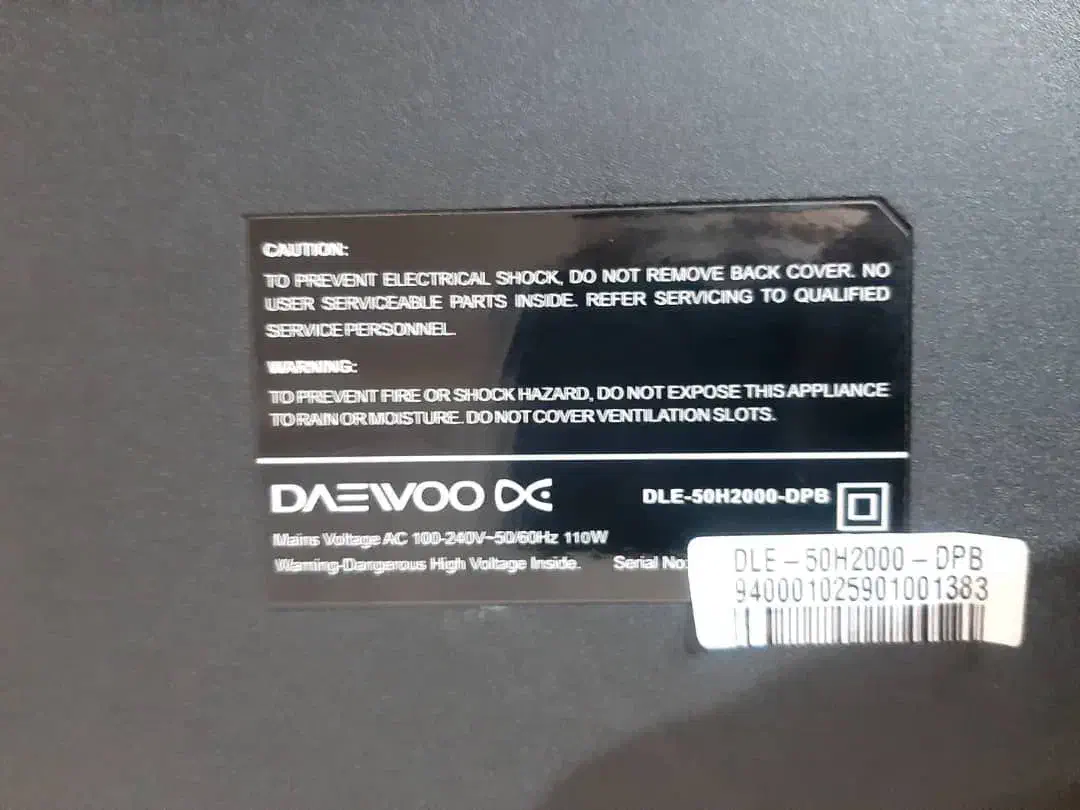 CAUTION:
TO PREVENT ELECTRICAL SHOCK, DO NOT REMOVE BACK COVER. NO
USER SERVICEABLE PARTS INSIDE. REFER SERVICING TO QUALIFIED
SERVICE PERSONNEL.
WARNING:
TO PREVENT FIRE OR SHOCK HAZARD, DO NOT EXPOSE THIS APPLIANCE
TO RAIN OR MOISTURE. DO NOT COVER VENTILATION SLOTS.
DAEWOO DLE-50H2000-DPB
Mains Voltage AC 100-240V~50/60Hz 110W
Warning-Dangerous High Voltage Inside. Serial No:
DLE-50H2000-DPB
940001025901001383